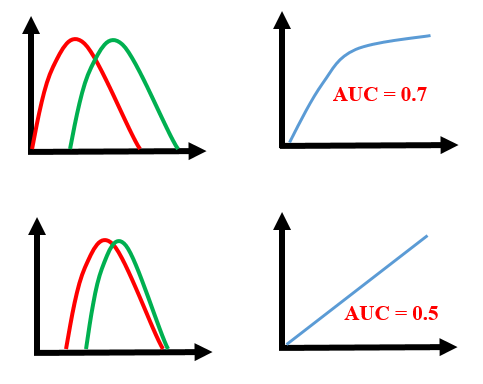 AUC = 0.7
AUC = 0.5